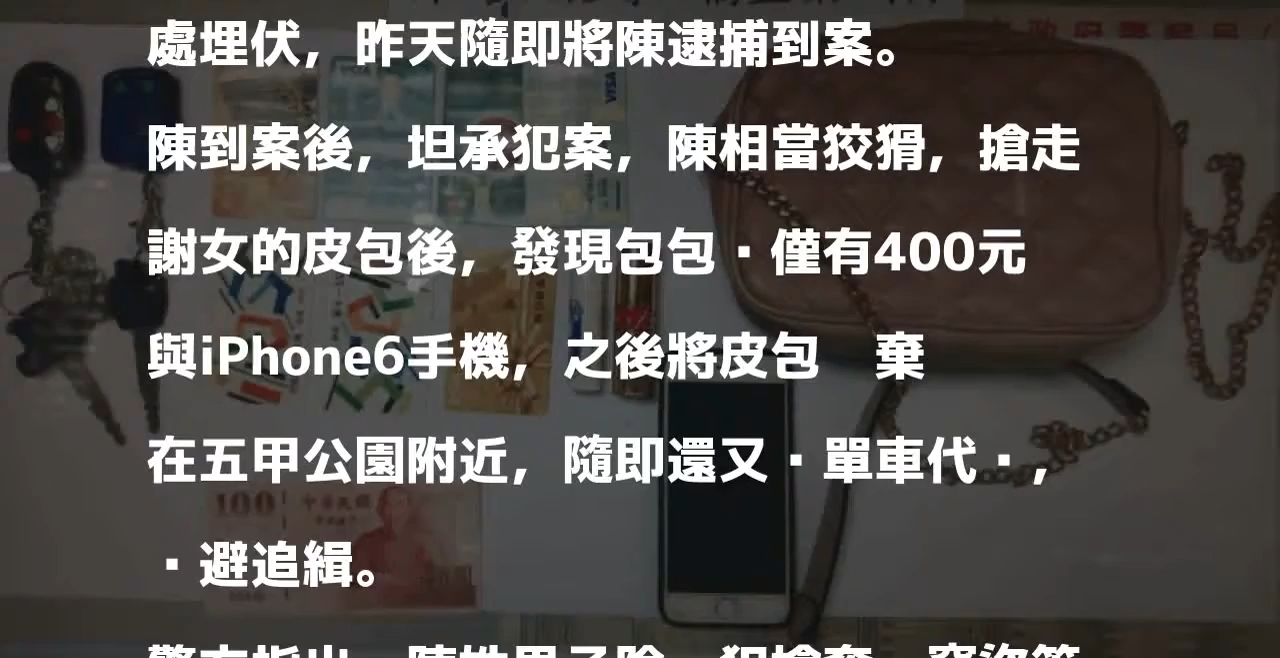 處埋伏，昨天隨即將陳逮捕到案。
陳到案後，坦承犯案，陳相當狡猾，搶走
謝女的皮包後，發現包包▪僅有400元
與iPhone6手機，之後將皮包　棄
在五甲公園附近，隨即還又▪單車代▪，
▪避追緝。
VISA
100